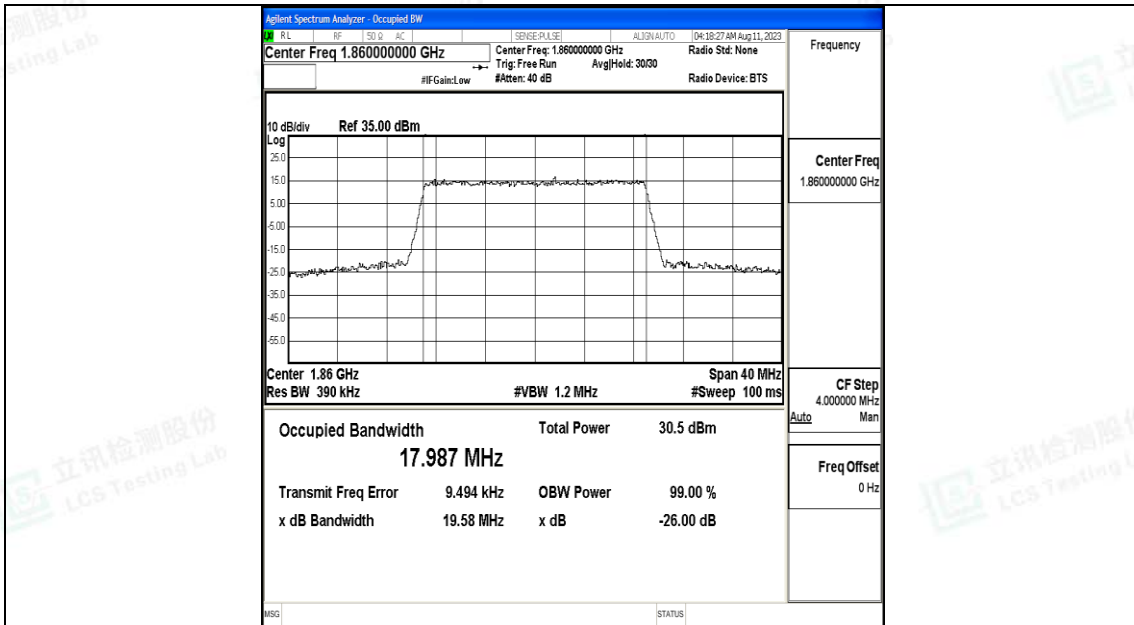 Agilent Spectrum Analyzer - Occupied BW
RL RF 50 Ω AC SENSE:PULSE ALIGN AUTO 04:18:27 AM Aug 11, 2023
Center Freq 1.860000000 GHz
Center Freq: 1.860000000 GHz
Radio Std: None
Trig: Free Run Avg|Hold: 30/30
#IFGain:Low
#Atten: 40 dB
Radio Device: BTS
10 dB/div Ref 35.00 dBm
Log
25.0
15.0
5.00
-5.00
-15.0
-25.0
-35.0
-45.0
-55.0
Center 1.86 GHz
Span 40 MHz
Res BW 390 kHz
#VBW 1.2 MHz
#Sweep 100 ms
Occupied Bandwidth
Total Power 30.5 dBm
17.987 MHz
Transmit Freq Error 9.494 kHz
OBW Power 99.00 %
x dB Bandwidth 19.58 MHz
x dB -26.00 dB
MSG
STATUS
Frequency
Center Freq
1.860000000 GHz
CF Step
4.000000 MHz
Auto Man
Freq Offset
0 Hz
立讯检测股份
LCS Testing Lab
立讯检测股份